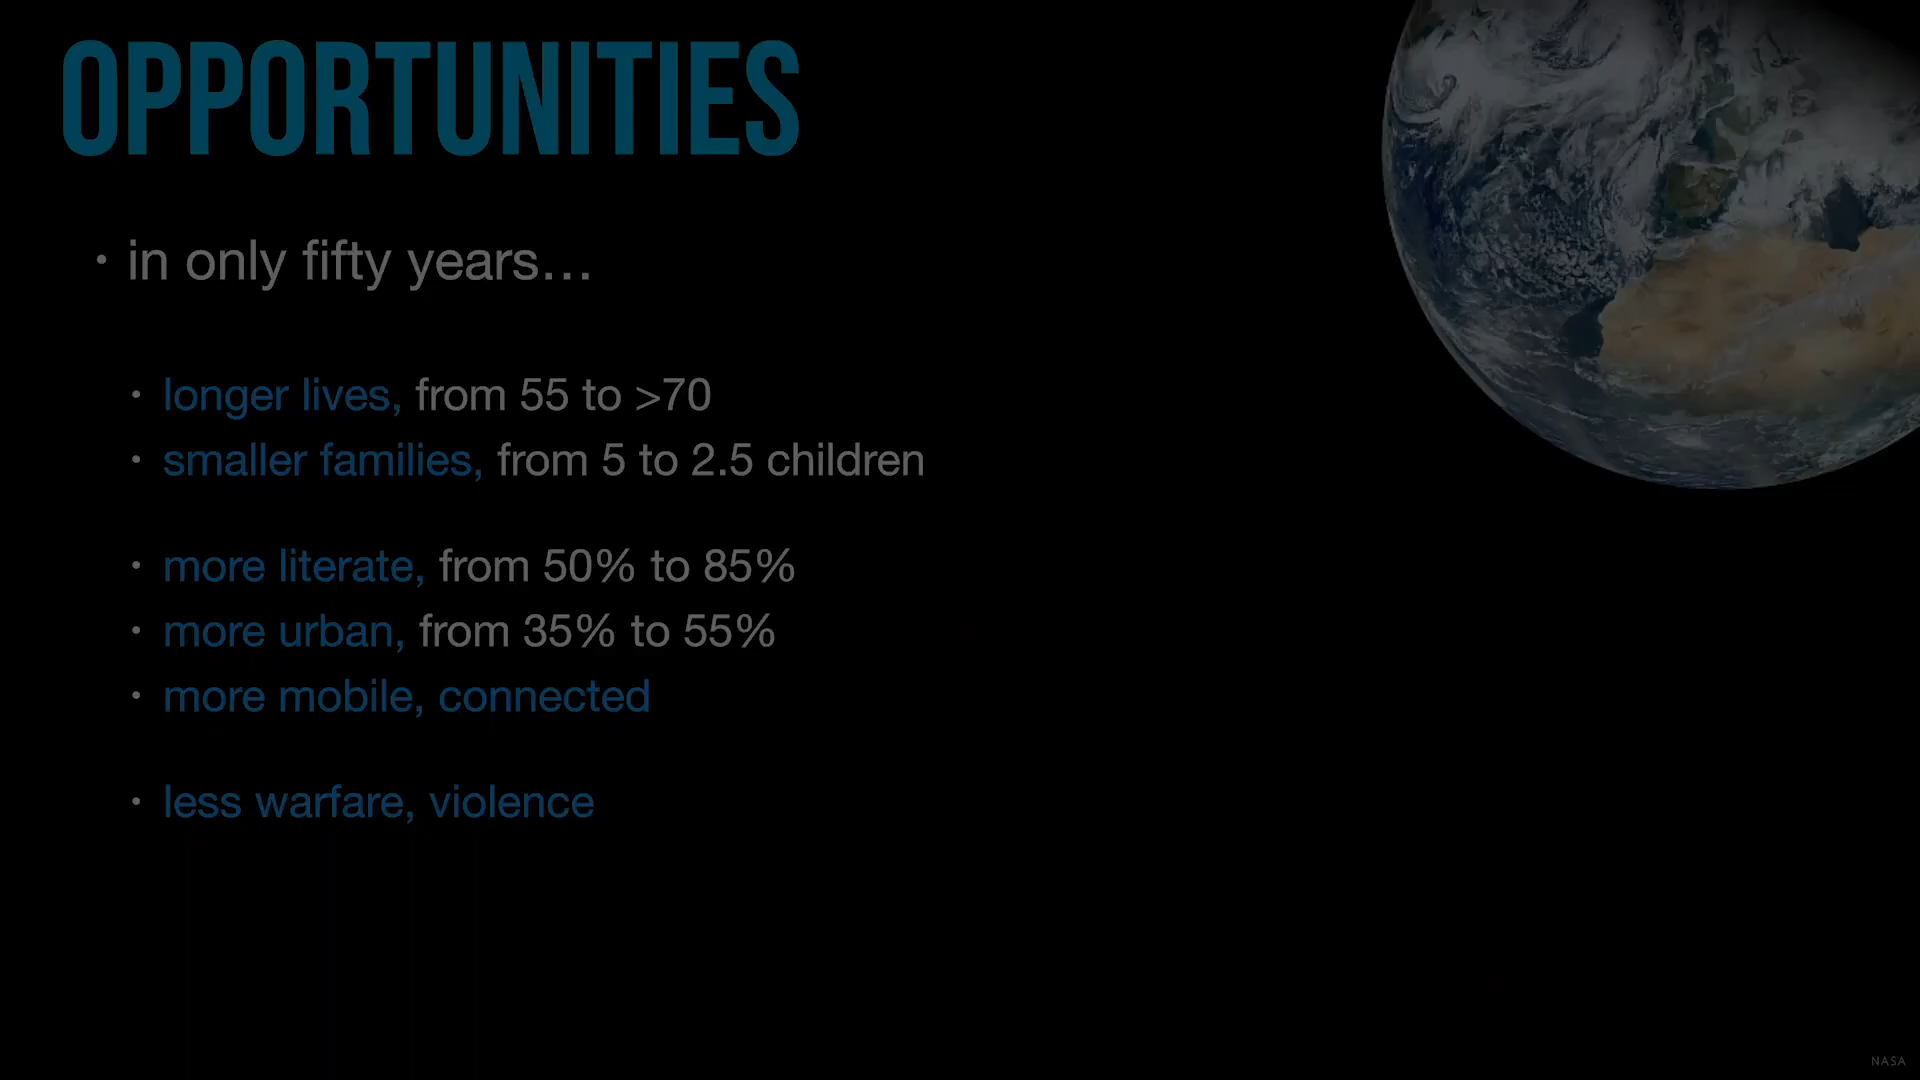 OPPORTUNITIES
• in only fifty years…
• longer lives, from 55 to >70
• smaller families, from 5 to 2.5 children
• more literate, from 50% to 85%
• more urban, from 35% to 55%
• more mobile, connected
• less warfare, violence
NASA